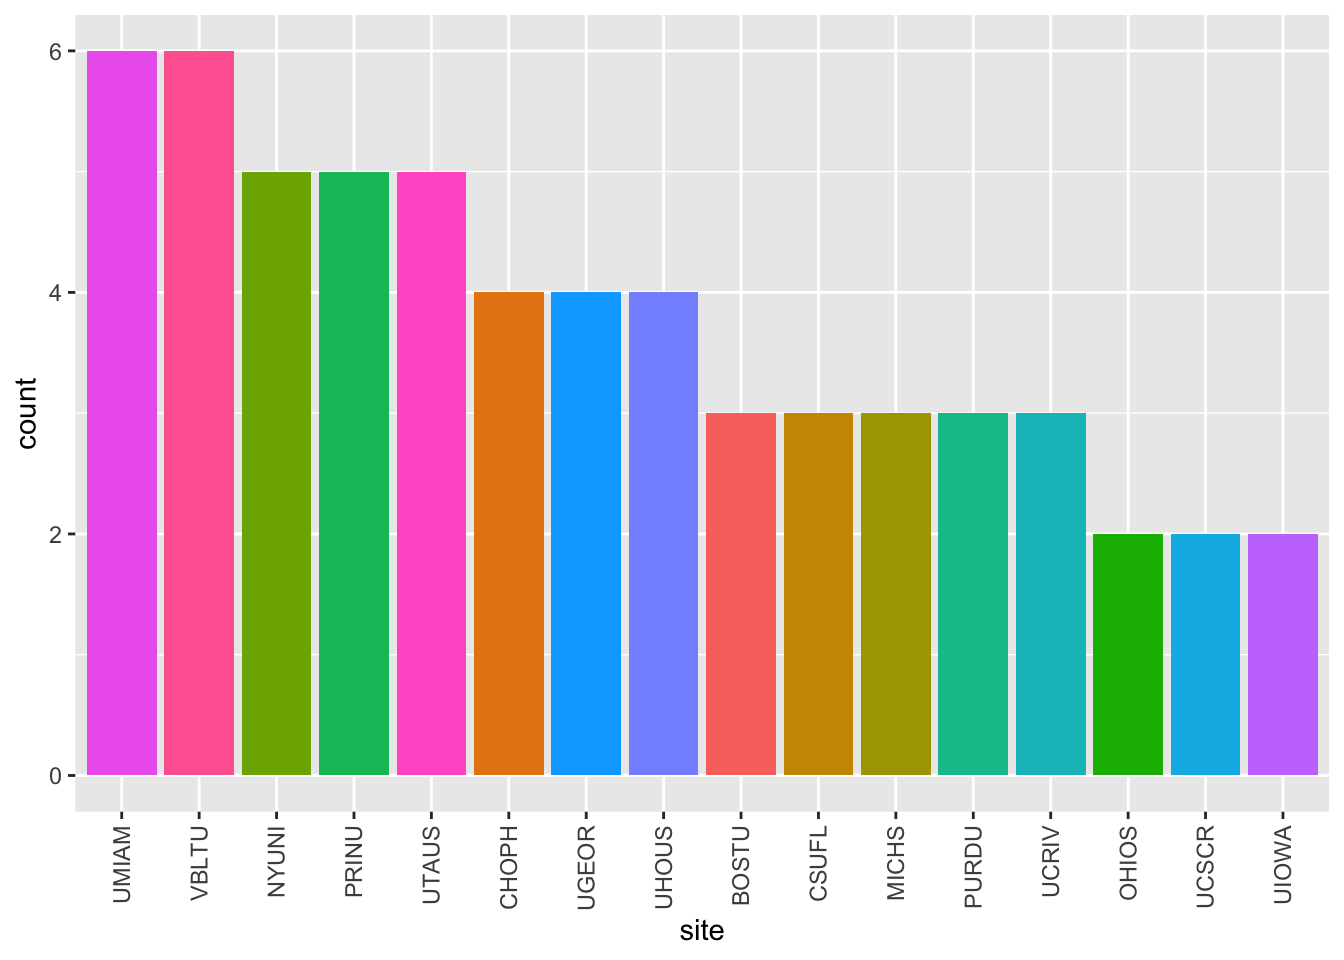 6
4
2
0
count
UMIAM
VBLTU
NYUNI
PRINU
UTAUS
CHOPH
UGEOR
UHOUS
BOSTU
CSUFL
MICHS
PURDU
UCRIV
OHIOS
UCSCR
UIOWA
site